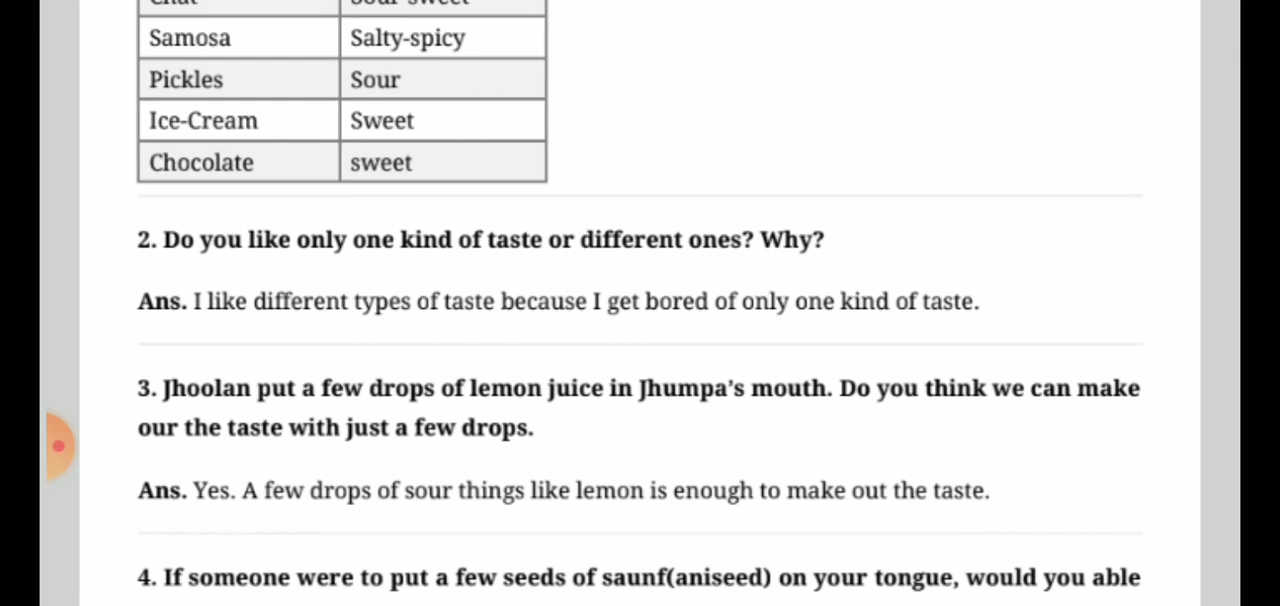 Samosa Salty-spicy
Pickles Sour
Ice-Cream Sweet
Chocolate sweet
2. Do you like only one kind of taste or different ones? Why?
Ans. I like different types of taste because I get bored of only one kind of taste.
3. Jhoolan put a few drops of lemon juice in Jhumpa’s mouth. Do you think we can make
our the taste with just a few drops.
Ans. Yes. A few drops of sour things like lemon is enough to make out the taste.
4. If someone were to put a few seeds of saunf(aniseed) on your tongue, would you able